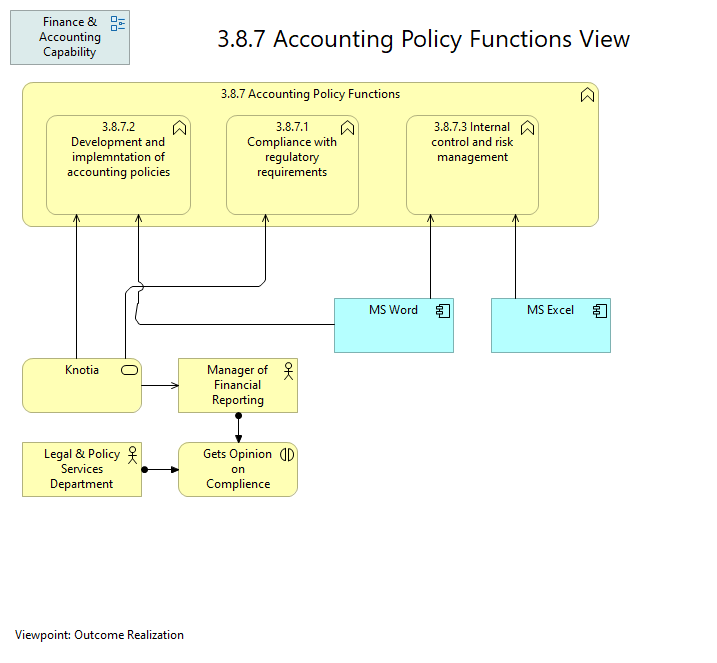 Finance &
Accounting
Capability
3.8.7 Accounting Policy Functions View
3.8.7 Accounting Policy Functions
3.8.7.2
Development and
implemntation of
accounting policies
3.8.7.1
Compliance with
regulatory
requirements
3.8.7.3 Internal
control and risk
management
MS Word
MS Excel
Knotia
Manager of
Financial
Reporting
Legal & Policy
Services
Department
Gets Opinion
on
Complience
Viewpoint: Outcome Realization